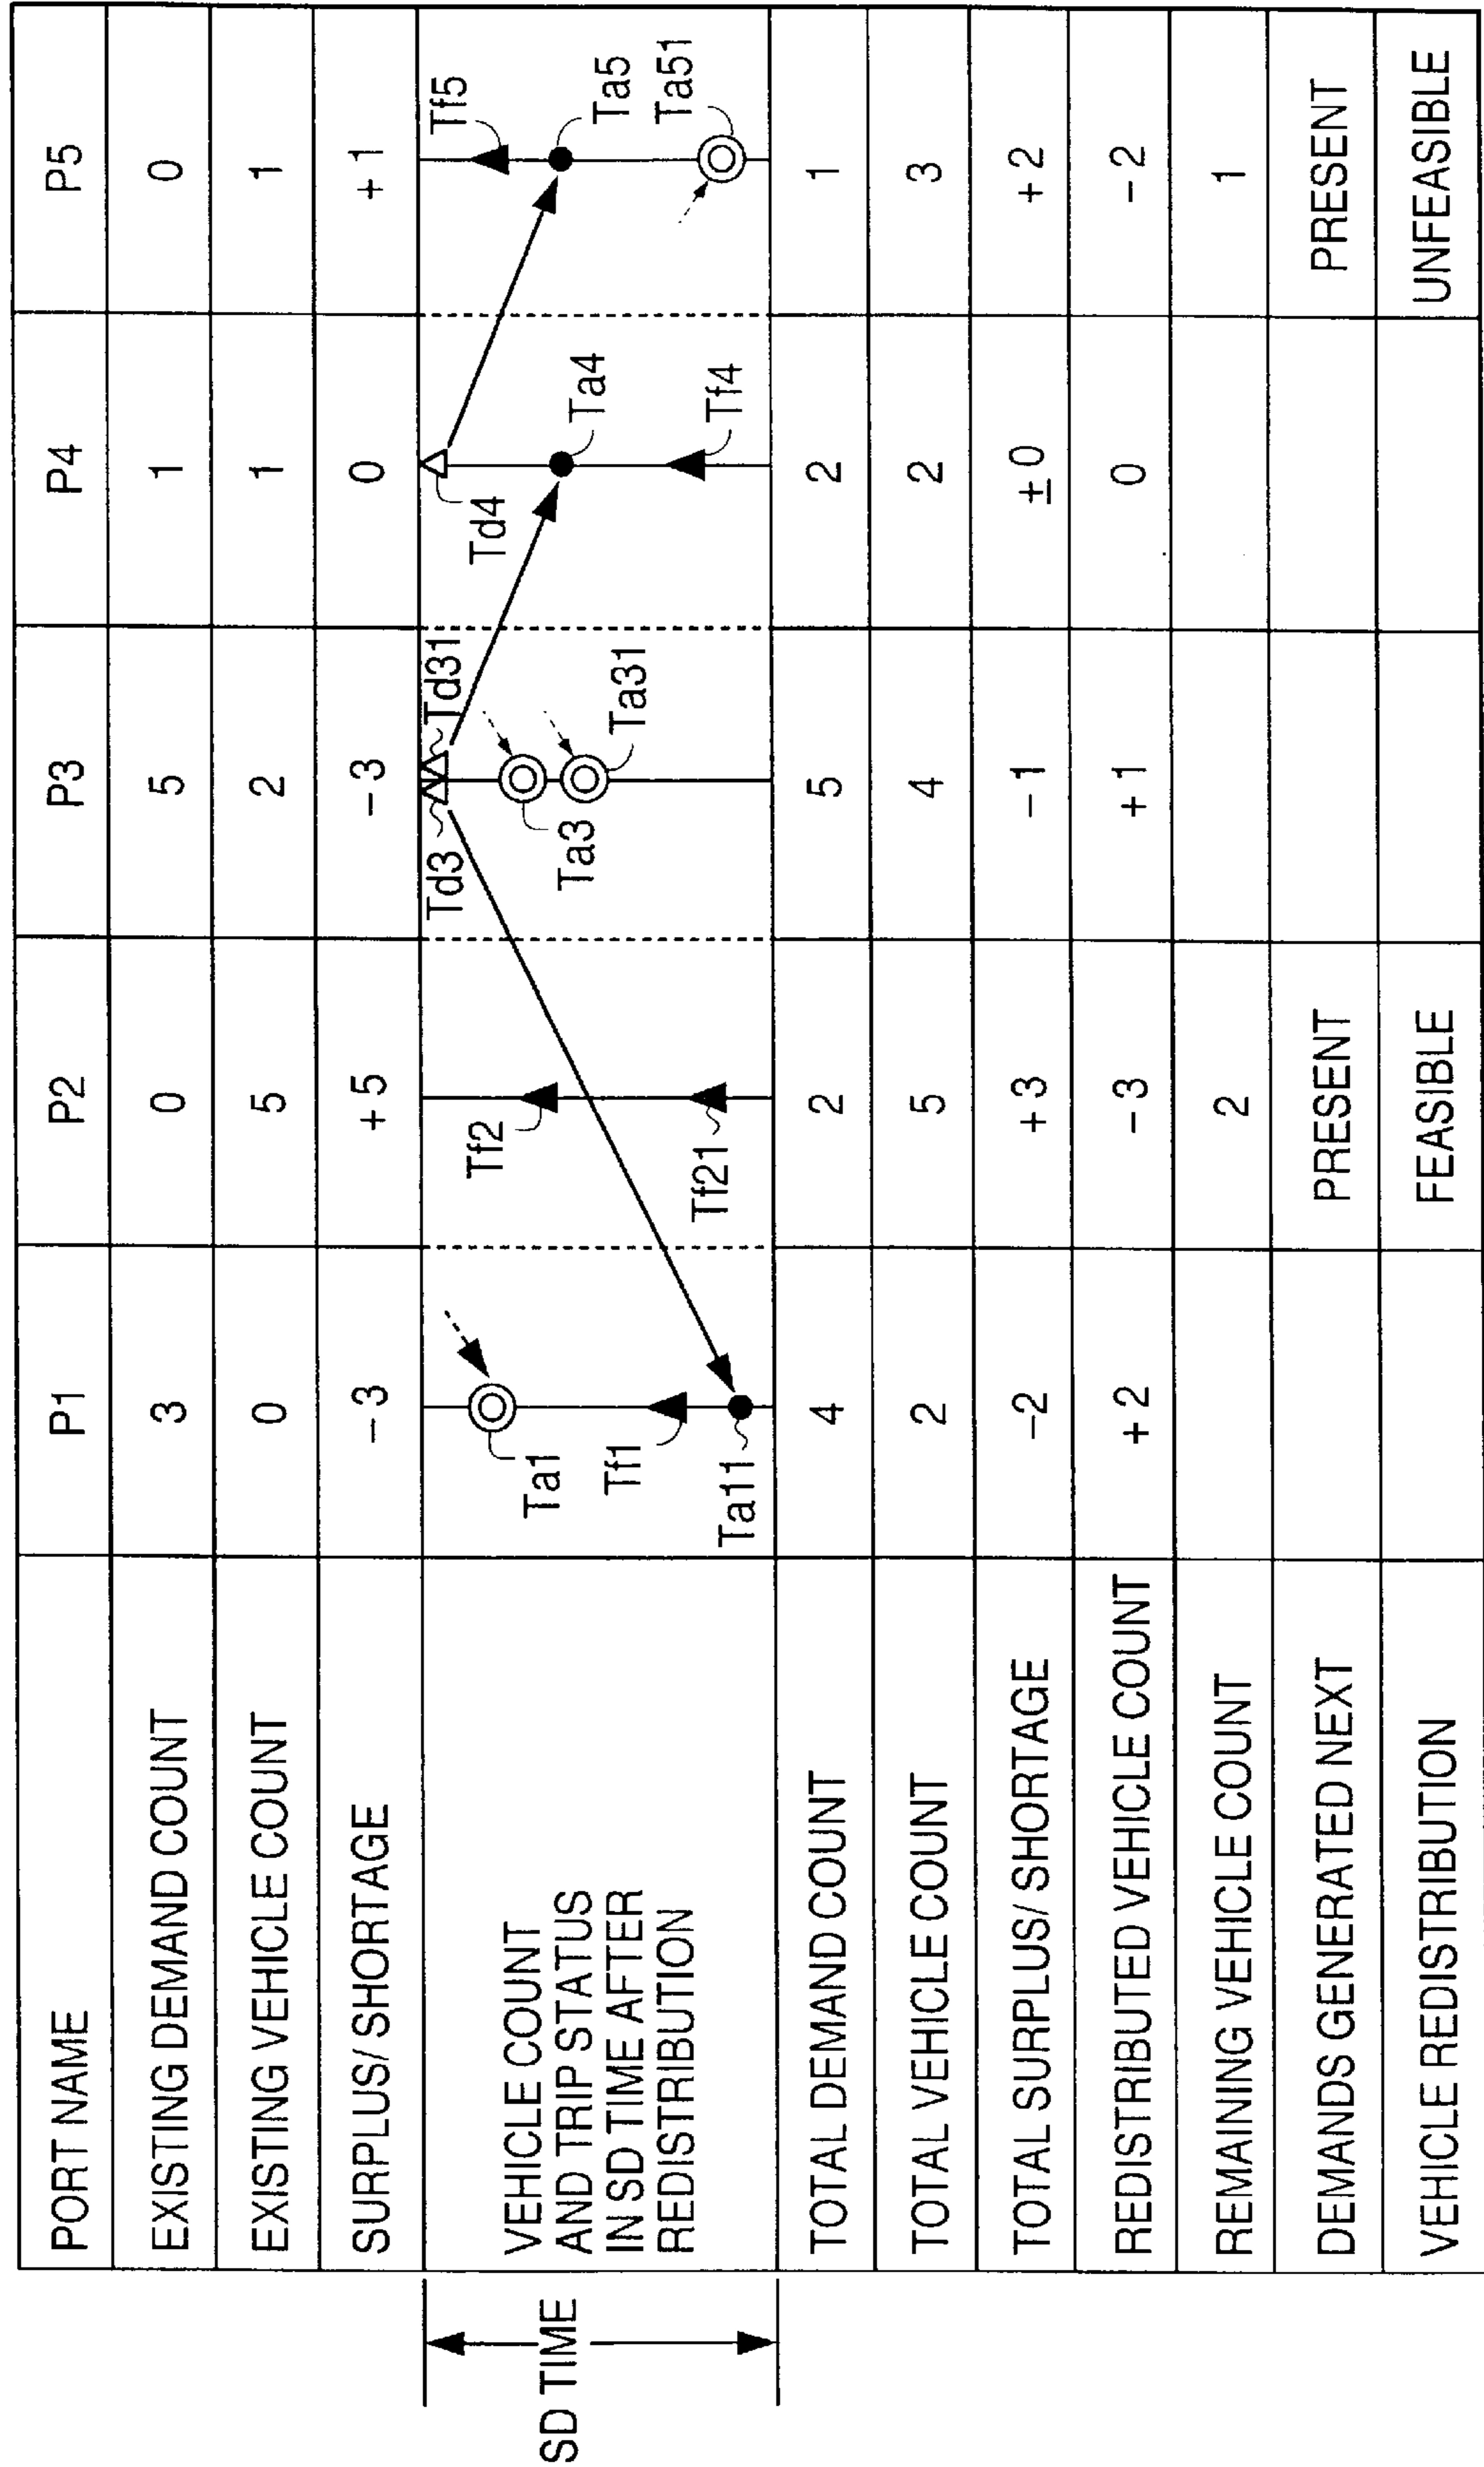 PORT NAME P1 P2 P3 P4 P5
EXISTING DEMAND COUNT 3 0 5 1 0
EXISTING VEHICLE COUNT 0 5 2 1 1
SURPLUS/SHORTAGE −3 +5 −3 0 +1
SD TIME
VEHICLE COUNT
AND TRIP STATUS
IN SD TIME AFTER
REDISTRIBUTION
Ta1
Tf1
Ta11
Tf2
Tf21
Td3
Td31
Ta3
Ta31
Td4
Ta4
Tf4
Tf5
Ta5
Ta51
TOTAL DEMAND COUNT 4 2 5 2 1
TOTAL VEHICLE COUNT 2 5 4 2 3
TOTAL SURPLUS/SHORTAGE −2 +3 −1 ±0 +2
REDISTRIBUTED VEHICLE COUNT +2 −3 +1 0 −2
REMAINING VEHICLE COUNT 2 1
DEMANDS GENERATED NEXT PRESENT PRESENT
VEHICLE REDISTRIBUTION FEASIBLE UNFEASIBLE